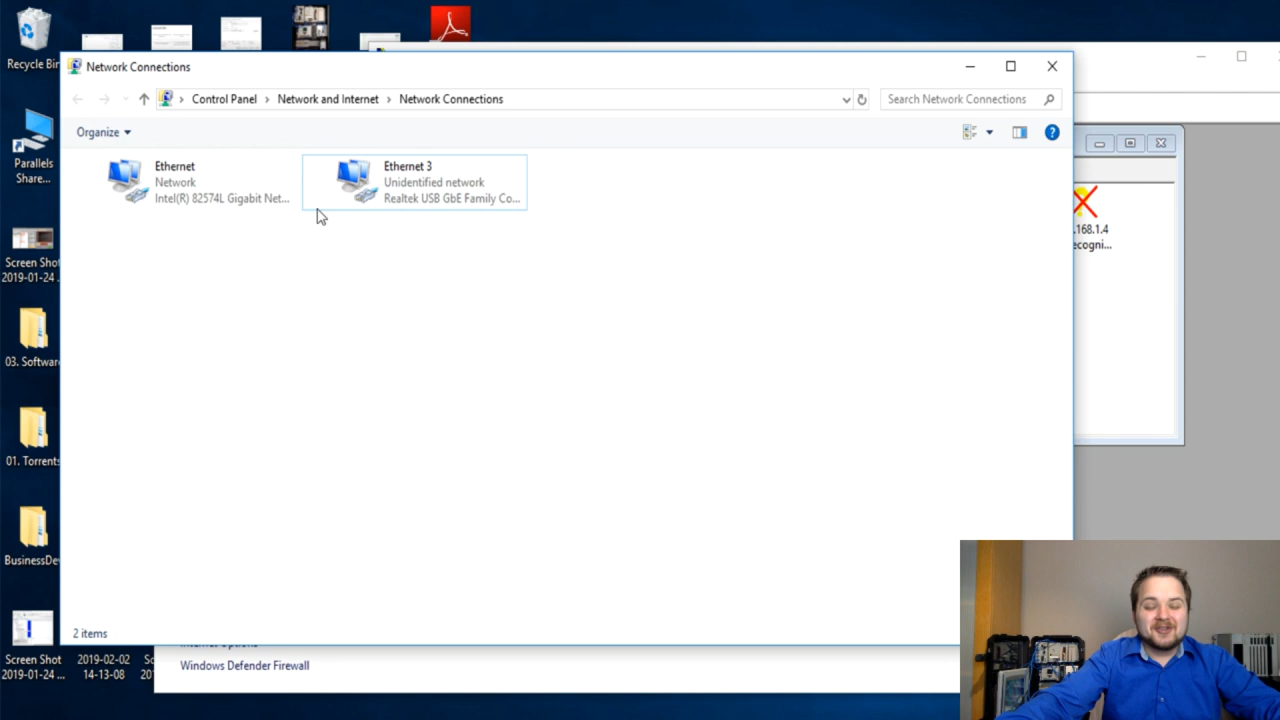 Recycle Bin
Network Connections
Control Panel
Network and Internet
Network Connections
Search Network Connections
Organize
Parallels
Share...
Ethernet
Network
Intel(R) 82574L Gigabit Net...
Ethernet 3
Unidentified network
Realtek USB GbE Family Co...
.168.1.4
ecogni...
Screen Shot
2019-01-24 ...
03. Software
01. Torrents
BusinessDe
2 items
Windows Defender Firewall
Screen Shot
2019-01-24 ...
2019-02-02
14-13-08
Sc
201